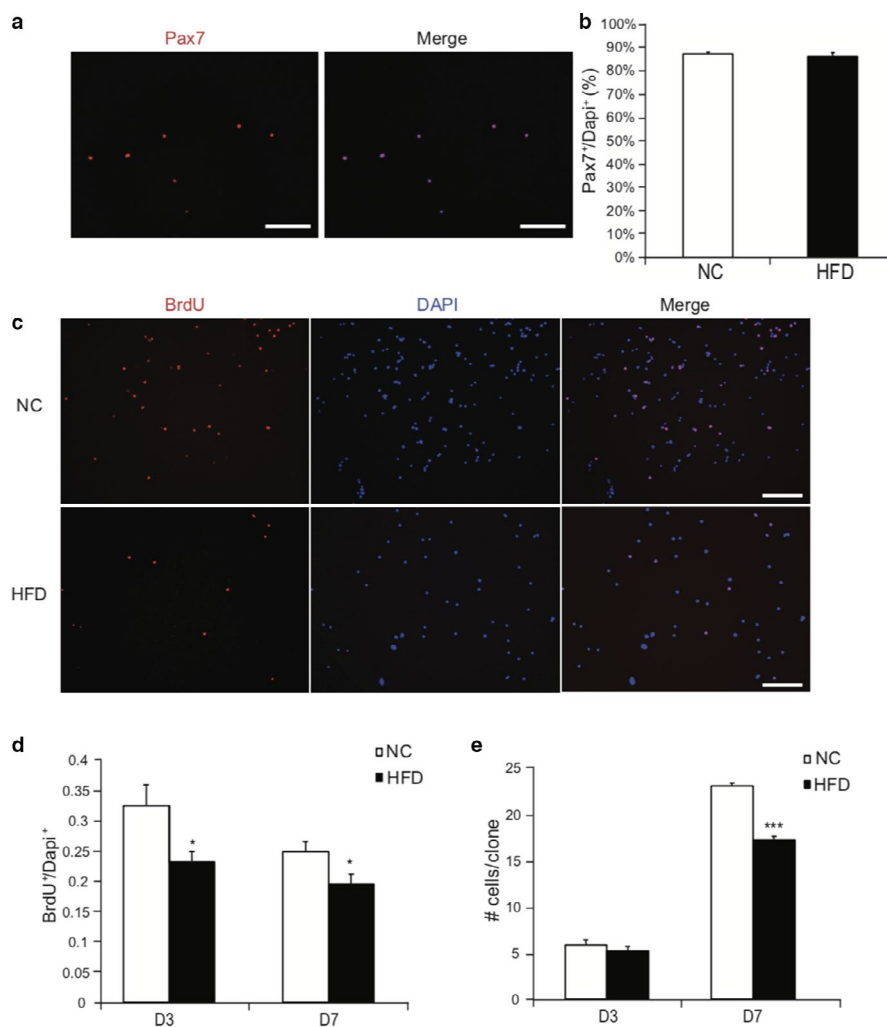 a
Pax7
Merge
b
Pax7+/Dapi+ (%)
100%
90%
80%
70%
60%
50%
40%
30%
20%
10%
0%
NC
HFD
c
BrdU
DAPI
Merge
NC
HFD
d
NC
HFD
BrdU+/Dapi+
0.4
0.35
0.3
0.25
0.2
0.15
0.1
0.05
0
*
*
D3
D7
e
NC
HFD
# cells/clone
25
20
15
10
5
0
***
D3
D7